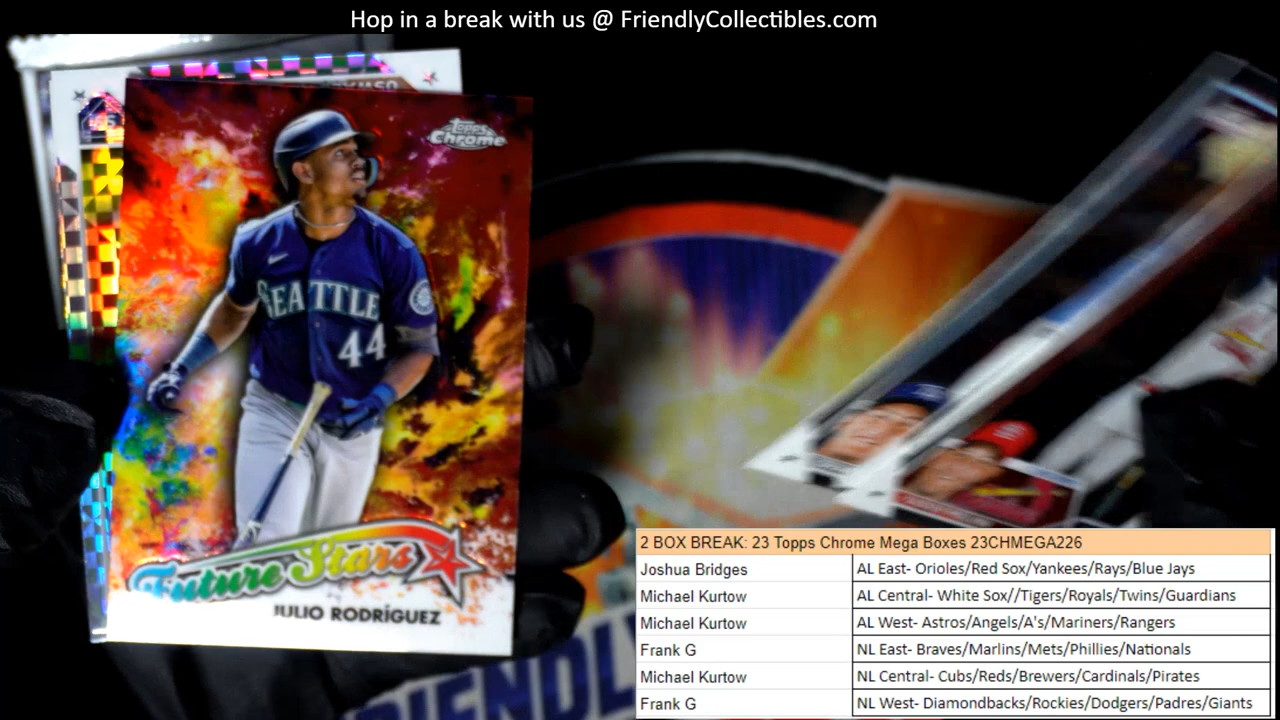 Hop in a break with us @ FriendlyCollectibles.com
Topps
Chrome
SEATTLE
44
Future Stars
JULIO RODRÍGUEZ
FRIENDLY
2 BOX BREAK: 23 Topps Chrome Mega Boxes 23CHMEGA226
Joshua Bridges AL East- Orioles/Red Sox/Yankees/Rays/Blue Jays
Michael Kurtow AL Central- White Sox//Tigers/Royals/Twins/Guardians
Michael Kurtow AL West- Astros/Angels/A's/Mariners/Rangers
Frank G NL East- Braves/Marlins/Mets/Phillies/Nationals
Michael Kurtow NL Central- Cubs/Reds/Brewers/Cardinals/Pirates
Frank G NL West- Diamondbacks/Rockies/Dodgers/Padres/Giants